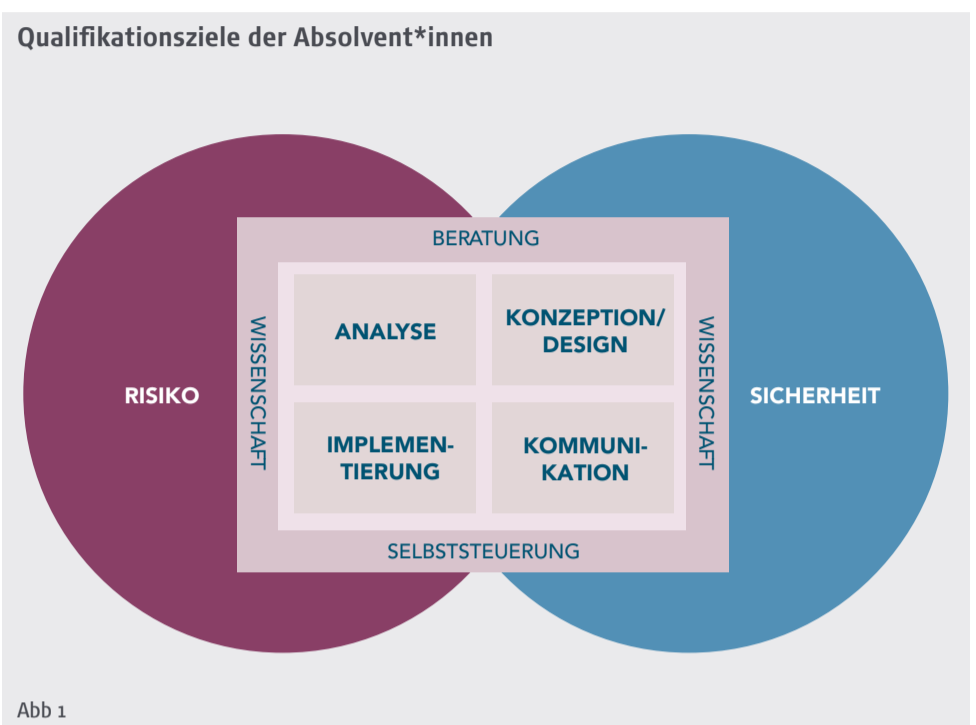 Qualifikationsziele der Absolvent*innen
BERATUNG
WISSENSCHAFT
ANALYSE
KONZEPTION/
DESIGN
WISSENSCHAFT
RISIKO
SICHERHEIT
IMPLEMEN-
TIERUNG
KOMMUNI-
KATION
SELBSTSTEUERUNG
Abb 1